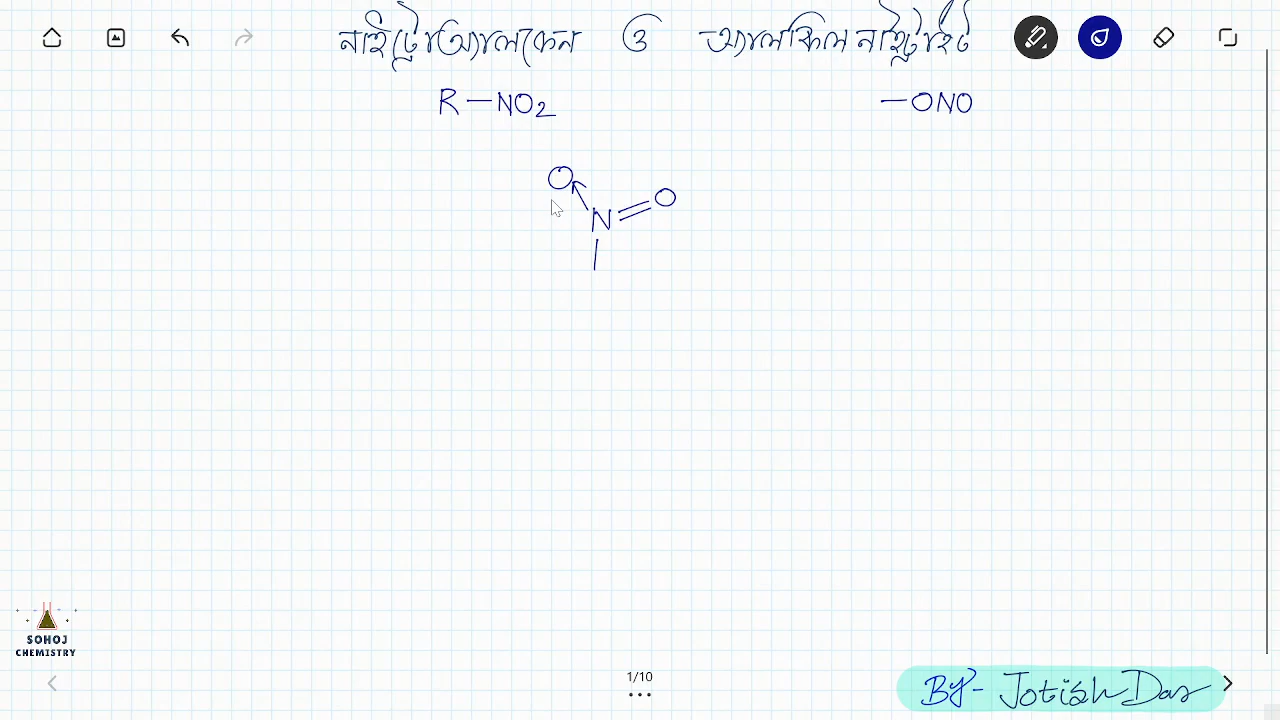 নাইট্রোঅ্যালকেন ও অ্যালকিল নাইট্রাইট
R—NO2 —ONO
O
N=O
SOHOJ
CHEMISTRY
1/10
BY- Jotish Das